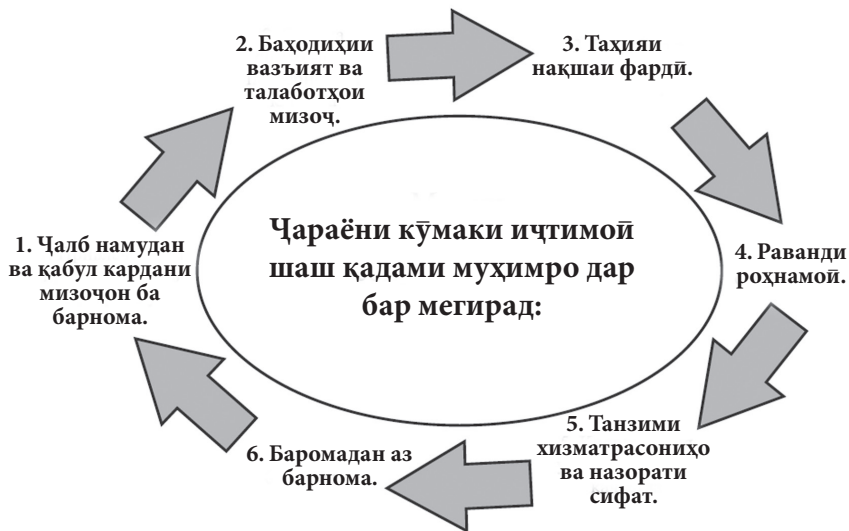 2. Баҳодиҳии
вазъият ва
талаботҳои
мизоҷ.
3. Таҳияи
нақшаи фардӣ.
Ҷараёни кӯмаки иҷтимоӣ
шаш қадами муҳимро дар
бар мегирад:
1. Ҷалб намудан
ва қабул кардани
мизоҷон ба
барнома.
4. Раванди
роҳнамоӣ.
5. Танзими
хизматрасониҳо
ва назорати
сифат.
6. Баромадан аз
барнома.